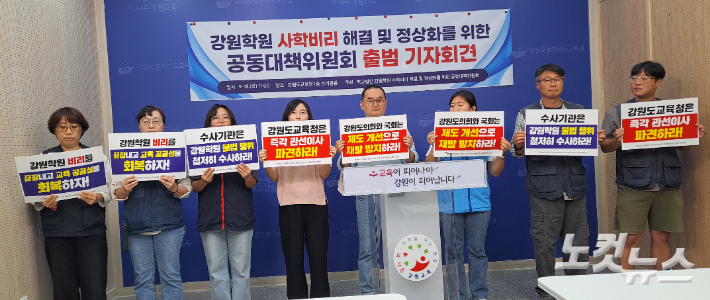 강원학원 사학비리 해결 및 정상화를 위한
공동대책위원회 출범 기자회견
강원학원 비리를
끝장내고 교육 공공성을
회복하자!
강원학원 비리를
끝장내고 교육 공공성을
회복하자!
수사기관은
강원학원 불법 행위
철저히 수사하라!
강원도교육청은
즉각 관선이사
파견하라!
강원도의회와 국회는
제도 개선으로
재발 방지하라!
강원도의회와 국회는
제도 개선으로
재발 방지하라!
수사기관은
강원학원 불법 행위
철저히 수사하라!
강원도교육청은
즉각 관선이사
파견하라!
교육이 피어나야
강원이 피어납니다
노컷뉴스